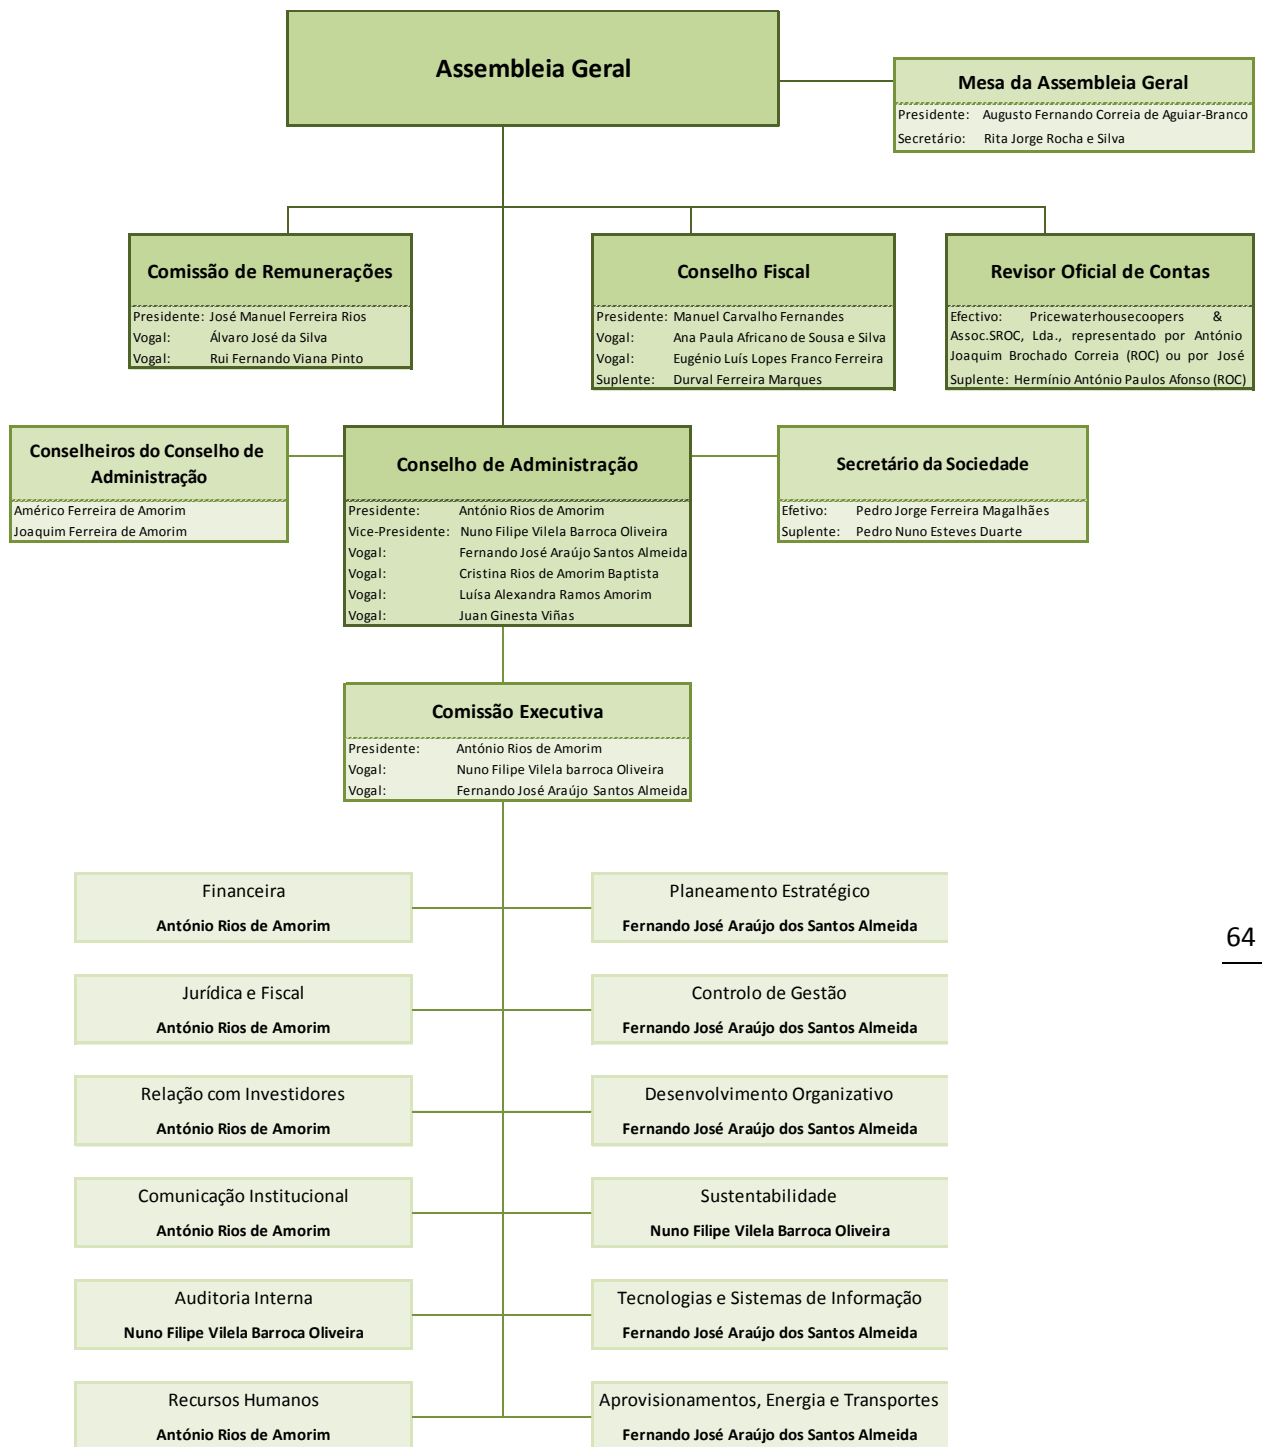 Assembleia Geral
Mesa da Assembleia Geral
Presidente: Augusto Fernando Correia de Aguiar-Branco
Secretário: Rita Jorge Rocha e Silva
Comissão de Remunerações
Presidente: José Manuel Ferreira Rios
Vogal: Álvaro José da Silva
Vogal: Rui Fernando Viana Pinto
Conselho Fiscal
Presidente: Manuel Carvalho Fernandes
Vogal: Ana Paula Africano de Sousa e Silva
Vogal: Eugénio Luís Lopes Franco Ferreira
Suplente: Durval Ferreira Marques
Revisor Oficial de Contas
Efectivo: Pricewaterhousecoopers &
Assoc.SROC, Lda., representado por António
Joaquim Brochado Correia (ROC) ou por José
Suplente: Hermínio António Paulos Afonso (ROC)
Conselheiros do Conselho de
Administração
Américo Ferreira de Amorim
Joaquim Ferreira de Amorim
Conselho de Administração
Presidente: António Rios de Amorim
Vice-Presidente: Nuno Filipe Vilela Barroca Oliveira
Vogal: Fernando José Araújo Santos Almeida
Vogal: Cristina Rios de Amorim Baptista
Vogal: Luísa Alexandra Ramos Amorim
Vogal: Juan Ginesta Viñas
Secretário da Sociedade
Efetivo: Pedro Jorge Ferreira Magalhães
Suplente: Pedro Nuno Esteves Duarte
Comissão Executiva
Presidente: António Rios de Amorim
Vogal: Nuno Filipe Vilela barroca Oliveira
Vogal: Fernando José Araújo Santos Almeida
Financeira
António Rios de Amorim
Planeamento Estratégico
Fernando José Araújo dos Santos Almeida
64
Jurídica e Fiscal
António Rios de Amorim
Controlo de Gestão
Fernando José Araújo dos Santos Almeida
Relação com Investidores
António Rios de Amorim
Desenvolvimento Organizativo
Fernando José Araújo dos Santos Almeida
Comunicação Institucional
António Rios de Amorim
Sustentabilidade
Nuno Filipe Vilela Barroca Oliveira
Auditoria Interna
Nuno Filipe Vilela Barroca Oliveira
Tecnologias e Sistemas de Informação
Fernando José Araújo dos Santos Almeida
Recursos Humanos
António Rios de Amorim
Aprovisionamentos, Energia e Transportes
Fernando José Araújo dos Santos Almeida